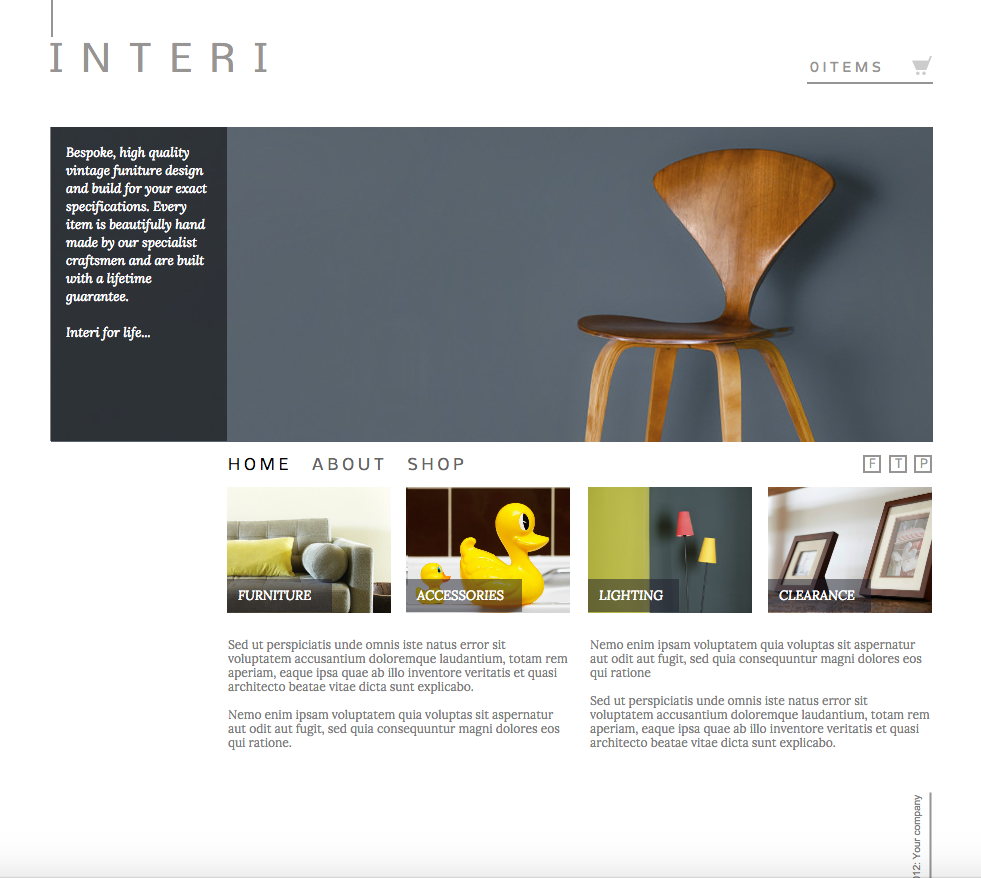 INTERI
0ITEMS
Bespoke, high quality
vintage funiture design
and build for your exact
specifications. Every
item is beautifully hand
made by our specialist
craftsmen and are built
with a lifetime
guarantee.
Interi for life...
HOME ABOUT SHOP
F T P
FURNITURE
ACCESSORIES
LIGHTING
CLEARANCE
Sed ut perspiciatis unde omnis iste natus error sit
voluptatem accusantium doloremque laudantium, totam rem
aperiam, eaque ipsa quae ab illo inventore veritatis et quasi
architecto beatae vitae dicta sunt explicabo.
Nemo enim ipsam voluptatem quia voluptas sit aspernatur
aut odit aut fugit, sed quia consequuntur magni dolores eos
qui ratione.
Nemo enim ipsam voluptatem quia voluptas sit aspernatur
aut odit aut fugit, sed quia consequuntur magni dolores eos
qui ratione
Sed ut perspiciatis unde omnis iste natus error sit
voluptatem accusantium doloremque laudantium, totam rem
aperiam, eaque ipsa quae ab illo inventore veritatis et quasi
architecto beatae vitae dicta sunt explicabo.
12: Your company